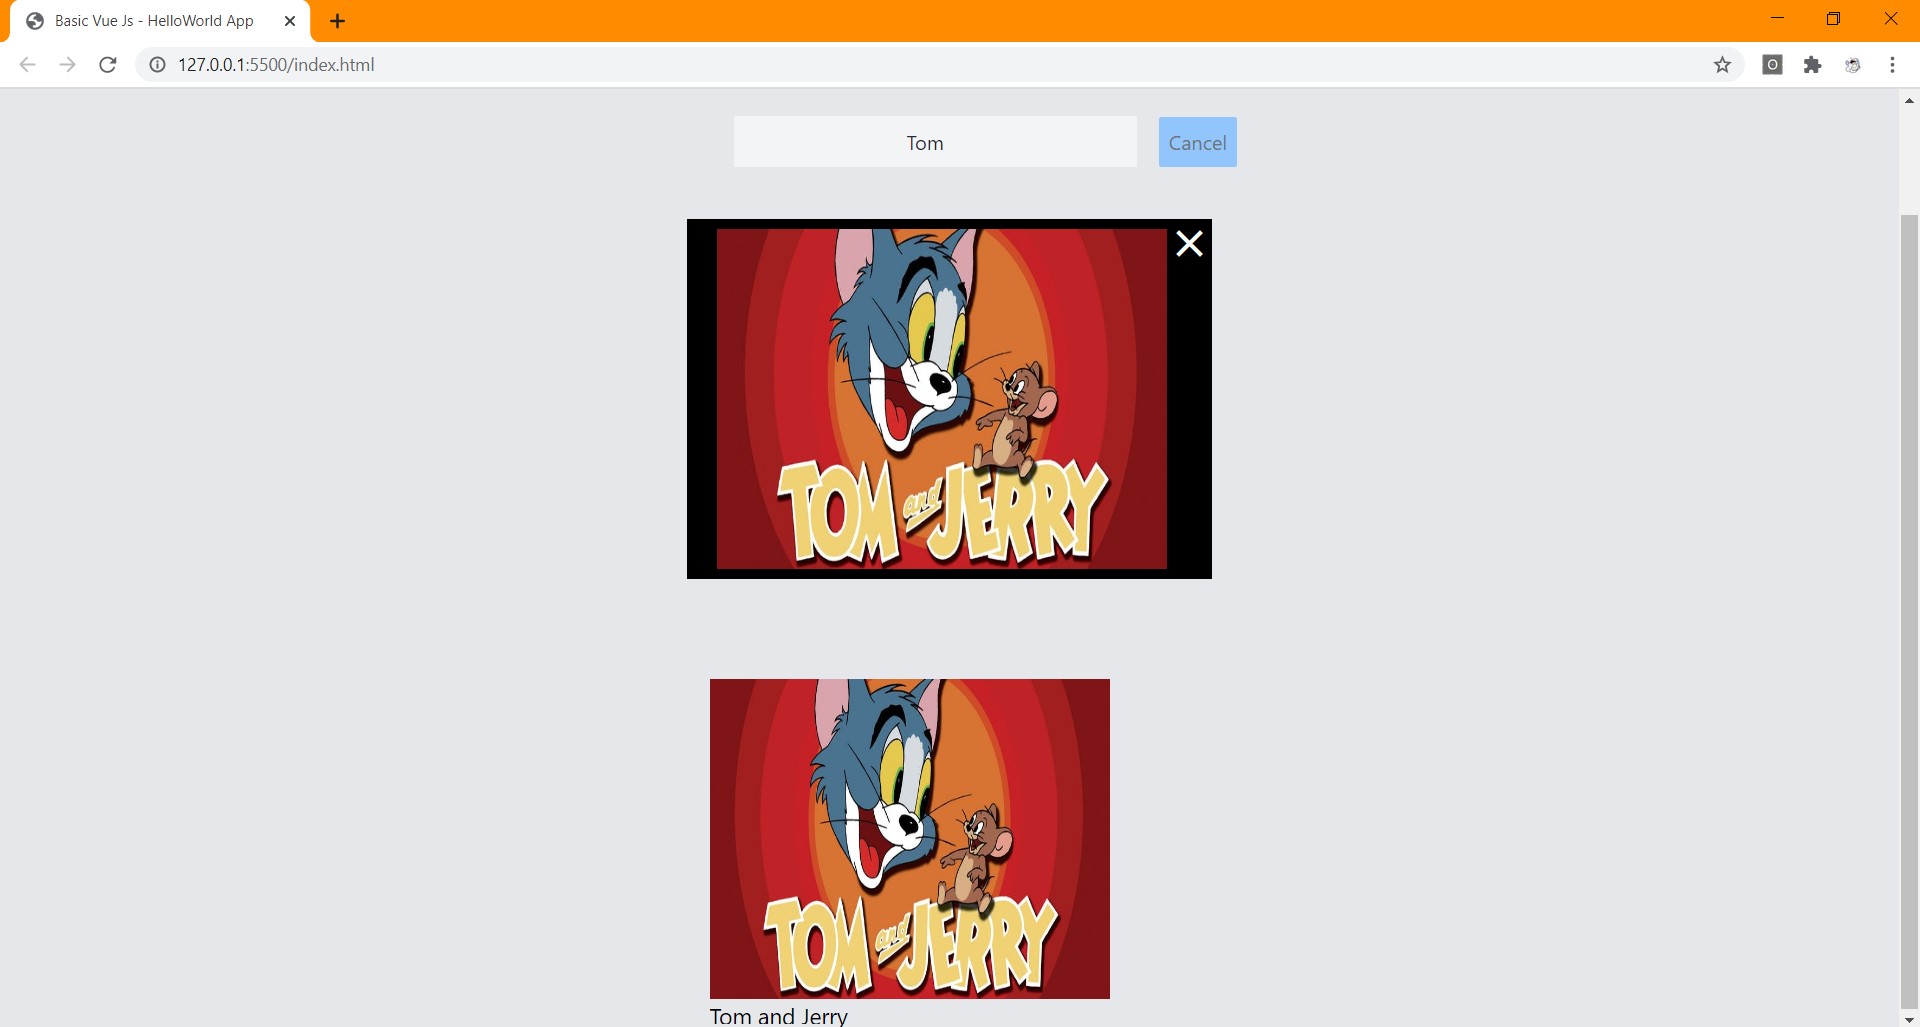 Basic Vue Js - HelloWorld App
127.0.0.1:5500/index.html
Tom
Cancel
TOM and JERRY
TOM and JERRY
Tom and Jerry